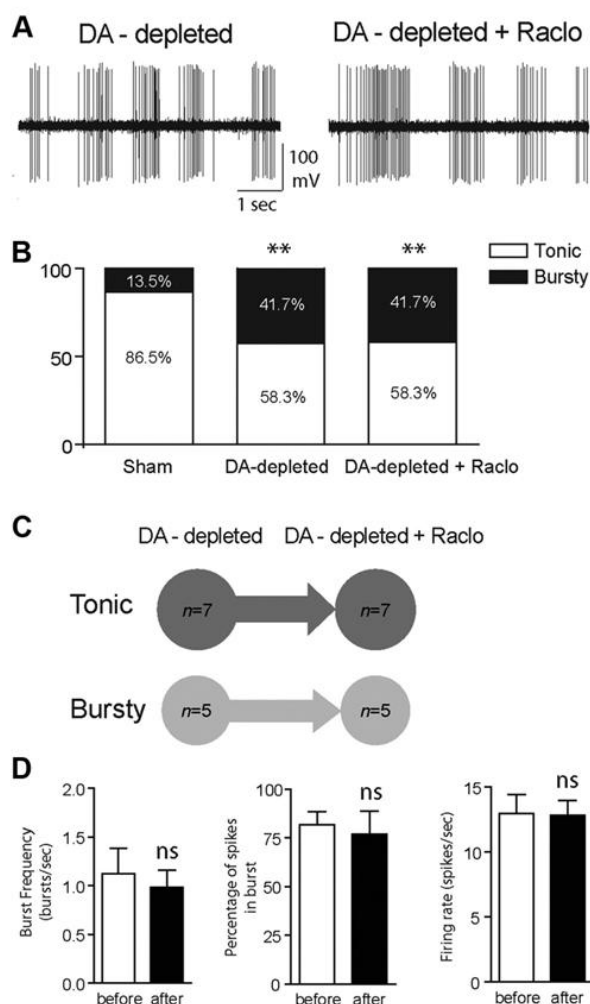 A
DA - depleted
DA - depleted + Raclo
100
mV
1 sec
B
**
**
Tonic
Bursty
100
50
0
13.5%
86.5%
41.7%
58.3%
41.7%
58.3%
Sham
DA-depleted
DA-depleted + Raclo
C
DA - depleted
DA - depleted + Raclo
Tonic
n=7
n=7
Bursty
n=5
n=5
D
Burst Frequency
(bursts/sec)
2.0
1.5
1.0
0.5
0.0
ns
before
after
Percentage of spikes
in burst
100
75
50
25
0
ns
before
after
Firing rate (spikes/sec)
15
10
5
0
ns
before
after